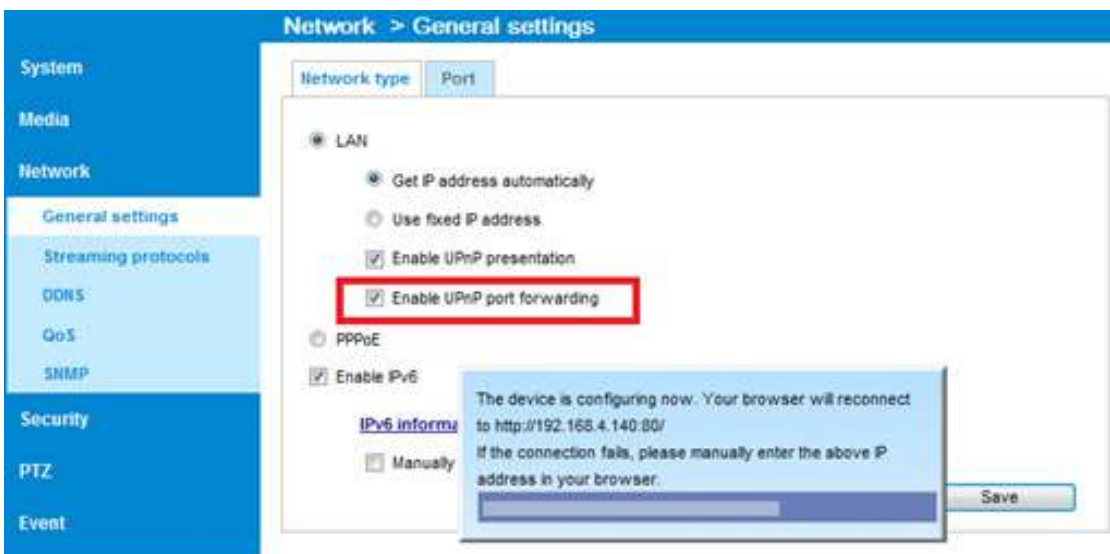 Network > General settings
System
Media
Network
General settings
Streaming protocols
DDNS
QoS
SNMP
Security
PTZ
Event
Network type
Port
LAN
Get IP address automatically
Use fixed IP address
Enable UPnP presentation
Enable UPnP port forwarding
PPPoE
Enable IPv6
IPv6 informa
Manually
The device is configuring now. Your browser will reconnect
to http://192.168.4.140:80/
If the connection fails, please manually enter the above IP
address in your browser.
Save